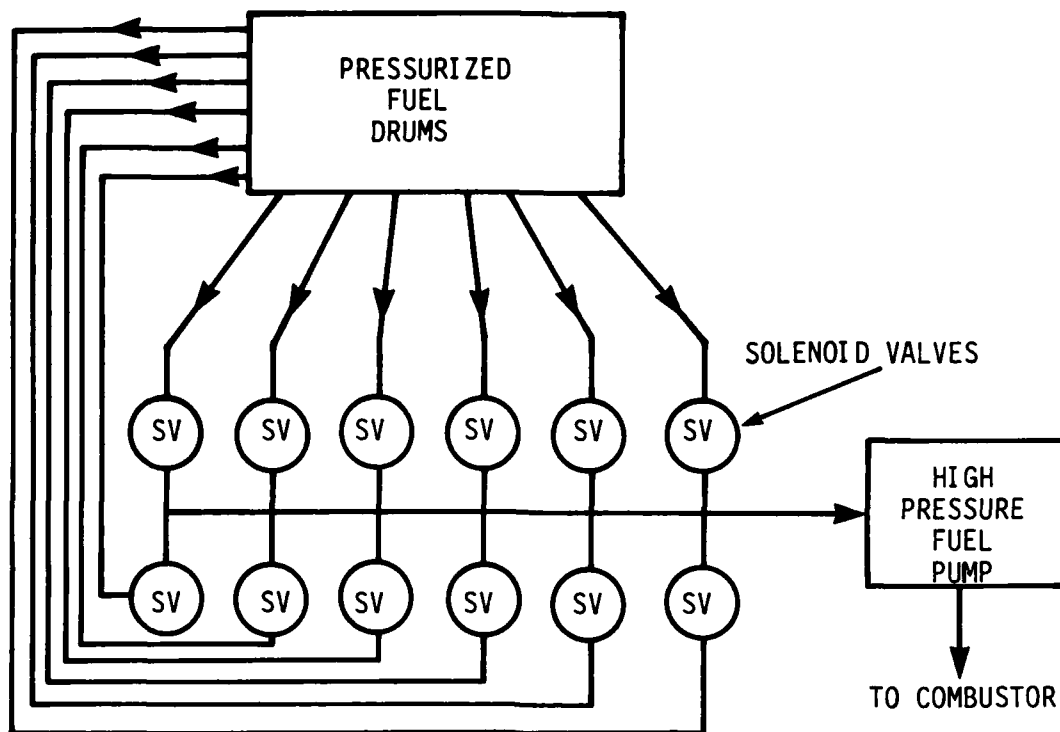 PRESSURIZED
FUEL
DRUMS
SOLENOID VALVES
SV SV SV SV SV SV
HIGH
PRESSURE
FUEL
PUMP
SV SV SV SV SV SV
TO COMBUSTOR